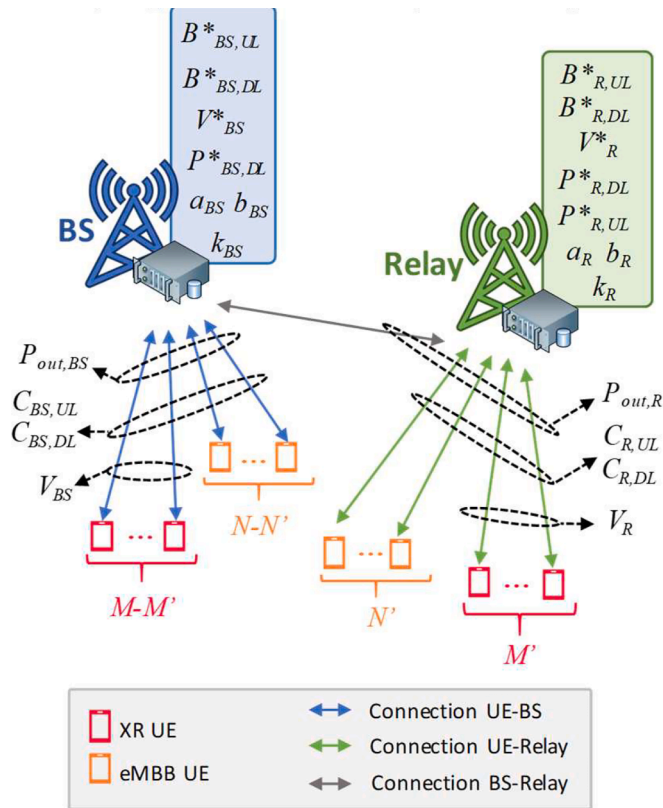 B*BS,UL
B*BS,DL
V*BS
P*BS,DL
aBS bBS
kBS
BS
B*R,UL
B*R,DL
V*R
P*R,DL
P*R,UL
aR bR
kR
Relay
Pout,BS
CBS,UL
CBS,DL
VBS
Pout,R
CR,UL
CR,DL
VR
...
N-N'
...
M-M'
...
N'
...
M'
XR UE
eMBB UE
Connection UE-BS
Connection UE-Relay
Connection BS-Relay